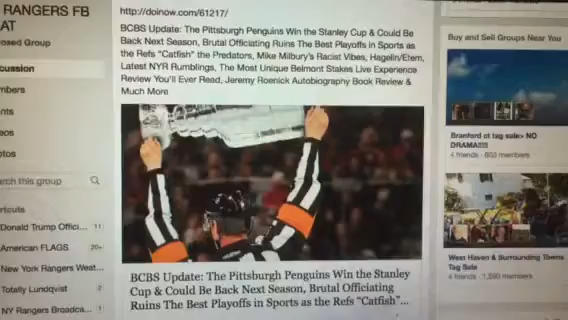 RANGERS FB
AT
osed Group
cussion
mbers
nts
eos
otos
arch this group
rtcuts
Donald Trump Offici... 11
American FLAGS 20+
New York Rangers Weat...
Totally Lundqvist 2
NY Rangers Broadca... 1
http://doinow.com/61217/
BCBS Update: The Pittsburgh Penguins Win the Stanley
Cup & Could Be
Back Next Season, Brutal Officiating Ruins The Best Playoffs in Sports as
the Refs "Catfish" the Predators, Mike Milbury's Racist Vibes, Hagelin/Etem,
Latest NYR Rumblings, The Most Unique Belmont Stakes Live Experience
Review You'll Ever Read, Jeremy Roenick Autobiography Book Review &
Much More
BCBS Update: The Pittsburgh Penguins Win the Stanley
Cup & Could Be Back Next Season, Brutal Officiating
Ruins The Best Playoffs in Sports as the Refs "Catfish"...
Buy and Sell Groups Near You
Branford ct tag sale> NO
DRAMA!!!!
4 friends · 603 members
West Haven & Surrounding Towns
Tag Sale
4 friends · 1,590 members